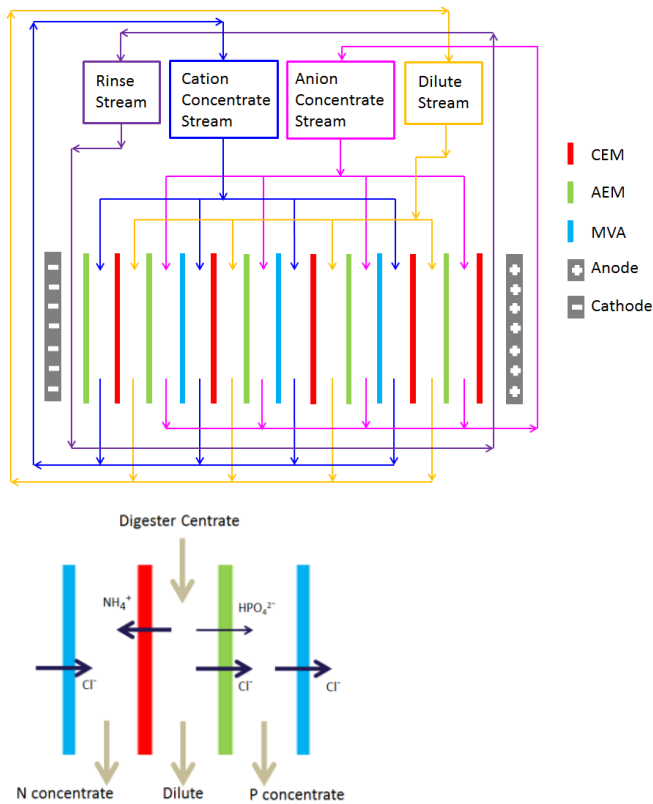 Rinse
Stream
Cation
Concentrate
Stream
Anion
Concentrate
Stream
Dilute
Stream
CEM
AEM
MVA
Anode
Cathode
Digester Centrate
NH₄⁺
HPO₄²⁻
Cl⁻
Cl⁻
Cl⁻
N concentrate
Dilute
P concentrate